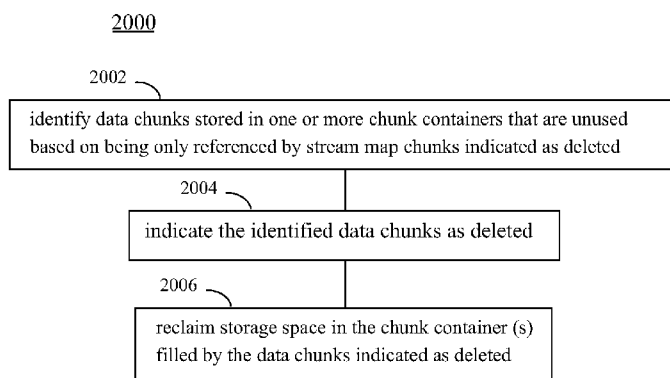 2000
2002
identify data chunks stored in one or more chunk containers that are unused
based on being only referenced by stream map chunks indicated as deleted
2004
indicate the identified data chunks as deleted
2006
reclaim storage space in the chunk container (s)
filled by the data chunks indicated as deleted